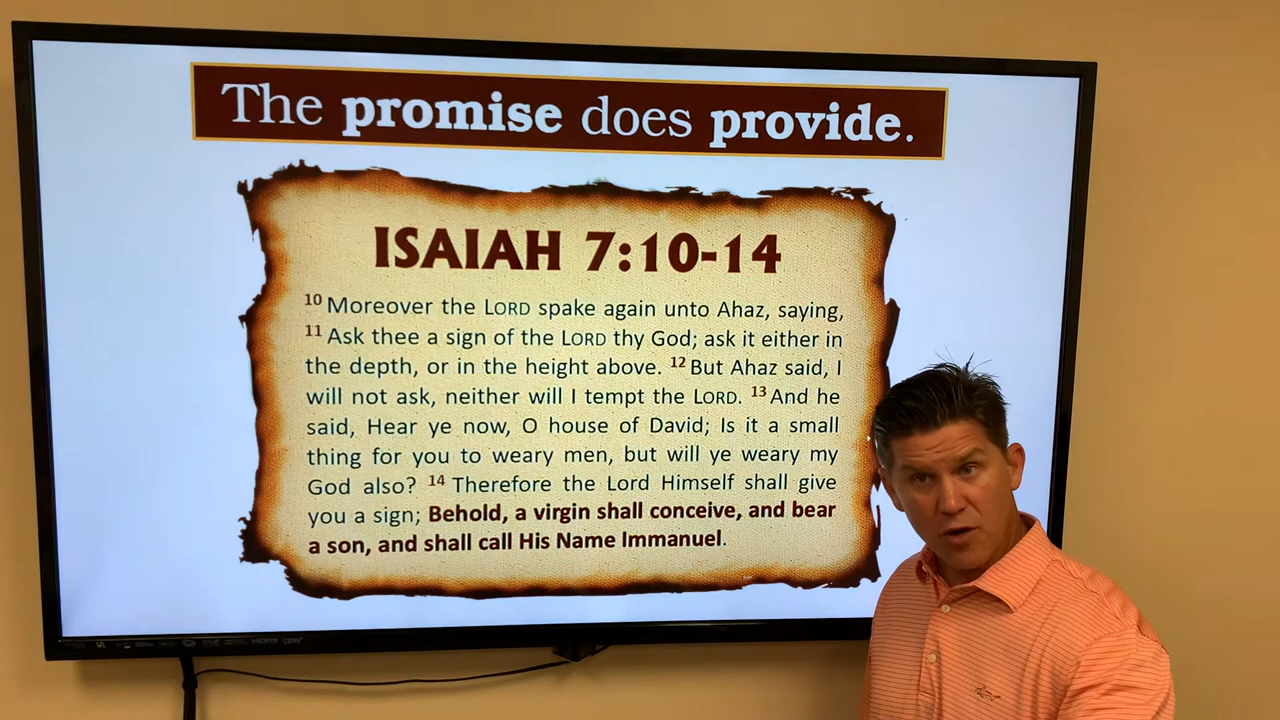 The promise does provide.
ISAIAH 7:10-14
10 Moreover the LORD spake again unto Ahaz, saying,
11 Ask thee a sign of the LORD thy God; ask it either in
the depth, or in the height above. 12 But Ahaz said, I
will not ask, neither will I tempt the LORD. 13 And he
said, Hear ye now, O house of David; Is it a small
thing for you to weary men, but will ye weary my
God also? 14 Therefore the Lord Himself shall give
you a sign; Behold, a virgin shall conceive, and bear
a son, and shall call His Name Immanuel.